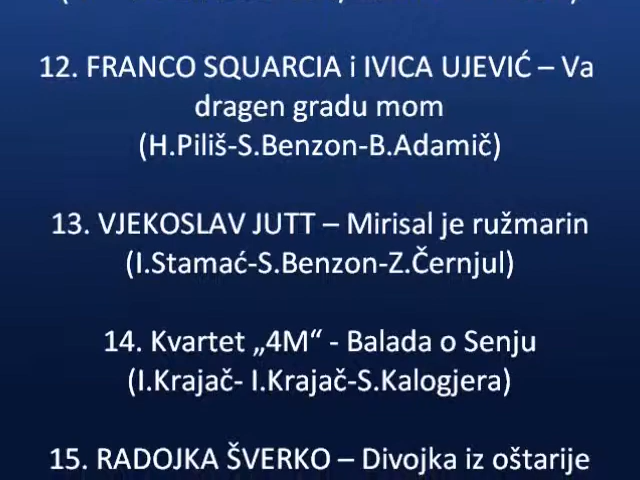 12. FRANCO SQUARCIA i IVICA UJEVIĆ – Va
dragen gradu mom
(H.Piliš-S.Benzon-B.Adamič)
13. VJEKOSLAV JUTT – Mirisal je ružmarin
(I.Stamać-S.Benzon-Z.Černjul)
14. Kvartet „4M“ - Balada o Senju
(I.Krajač- I.Krajač-S.Kalogjera)
15. RADOJKA ŠVERKO – Divojka iz oštarije